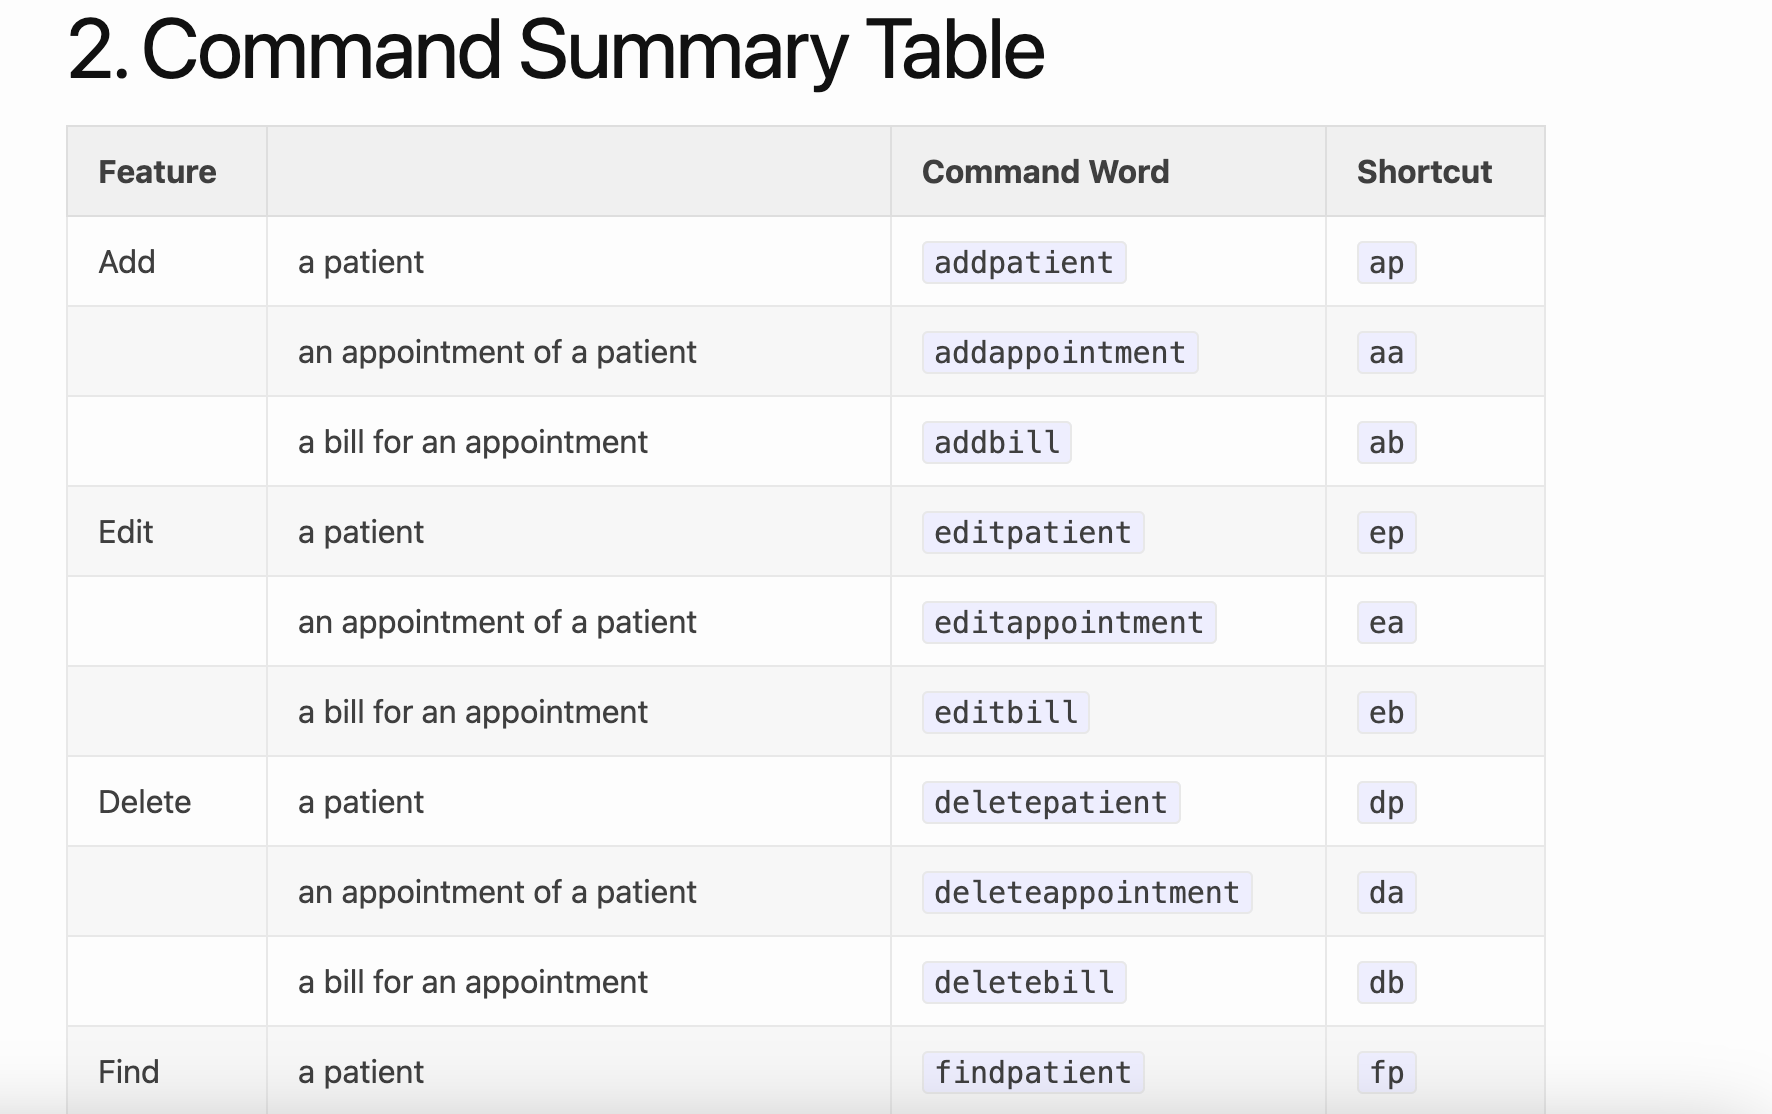 2. Command Summary Table
Feature Command Word Shortcut
Add a patient addpatient ap
an appointment of a patient addappointment aa
a bill for an appointment addbill ab
Edit a patient editpatient ep
an appointment of a patient editappointment ea
a bill for an appointment editbill eb
Delete a patient deletepatient dp
an appointment of a patient deleteappointment da
a bill for an appointment deletebill db
Find a patient findpatient fp